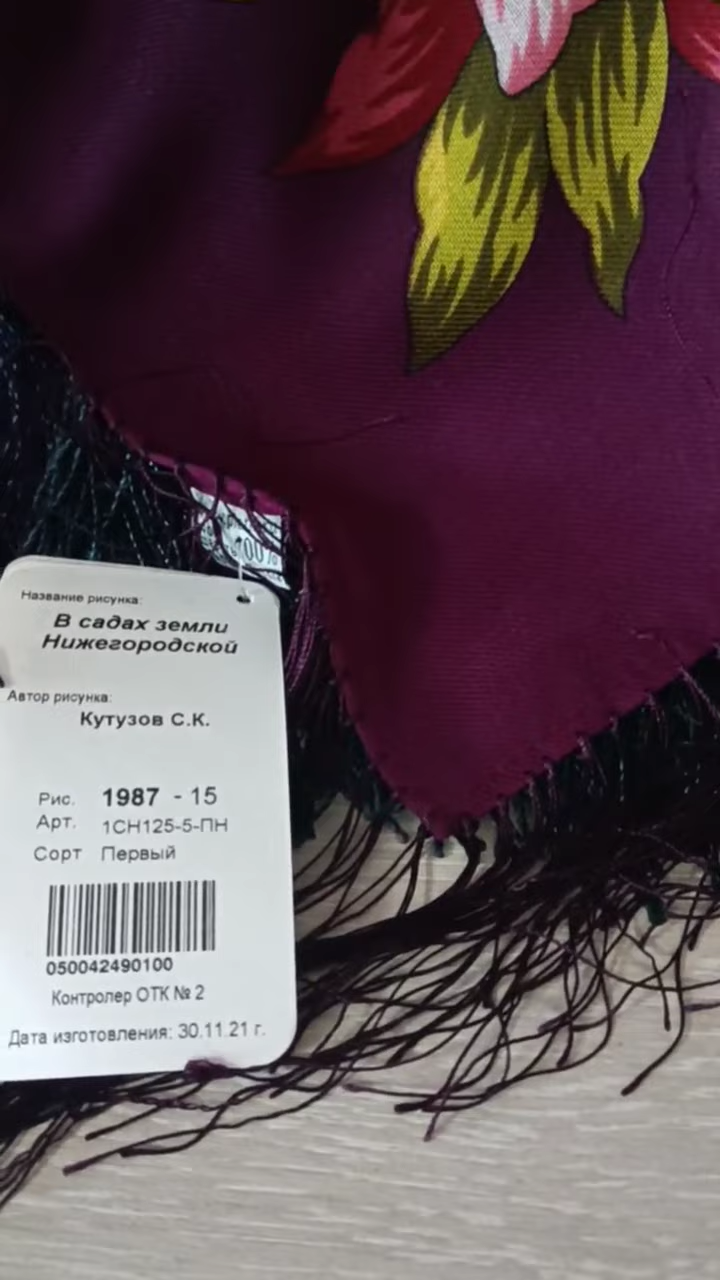 100%
Название рисунка:
В садах земли
Нижегородской
Автор рисунка:
Кутузов С.К.
Рис. 1987 - 15
Арт. 1СН125-5-ПН
Сорт Первый
050042490100
Контролер ОТК № 2
Дата изготовления: 30.11.21 г.